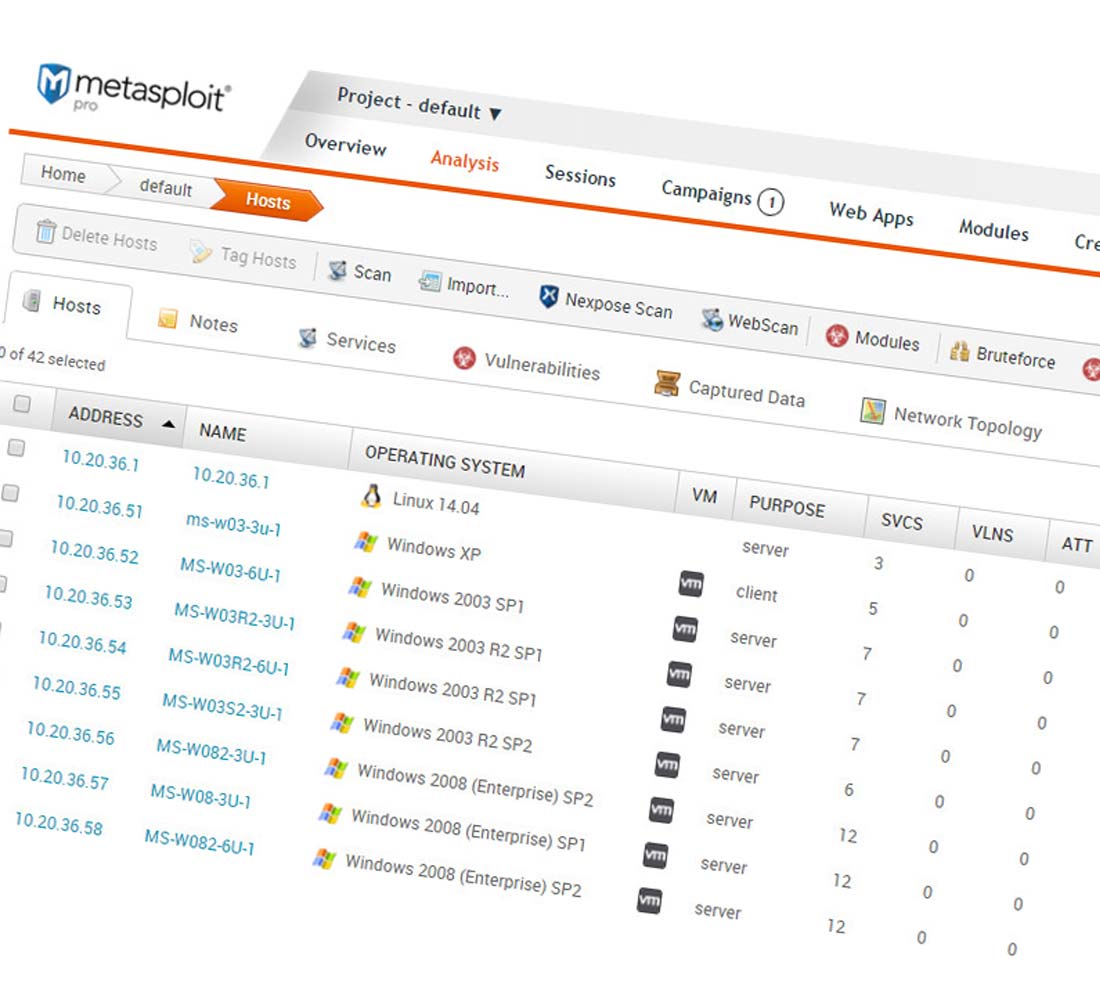 metasploit®
pro
Project - default ▼
Overview Analysis Sessions Campaigns 1 Web Apps Modules Cre
Home default Hosts
Delete Hosts Tag Hosts Scan Import... Nexpose Scan WebScan Modules Bruteforce
Hosts Notes Services Vulnerabilities Captured Data Network Topology
0 of 42 selected
ADDRESS NAME OPERATING SYSTEM VM PURPOSE SVCS VLNS ATT
10.20.36.1 10.20.36.1 Linux 14.04 server 3 0 0
10.20.36.51 ms-w03-3u-1 Windows XP vm client 5 0 0
10.20.36.52 MS-W03-6U-1 Windows 2003 SP1 vm server 7 0 0
10.20.36.53 MS-W03R2-3U-1 Windows 2003 R2 SP1 vm server 7 0 0
10.20.36.54 MS-W03R2-6U-1 Windows 2003 R2 SP1 vm server 7 0 0
10.20.36.55 MS-W03S2-3U-1 Windows 2003 R2 SP2 vm server 6 0 0
10.20.36.56 MS-W082-3U-1 Windows 2008 (Enterprise) SP2 vm server 12 0 0
10.20.36.57 MS-W08-3U-1 Windows 2008 (Enterprise) SP1 vm server 12 0 0
10.20.36.58 MS-W082-6U-1 Windows 2008 (Enterprise) SP2 vm server 12 0 0